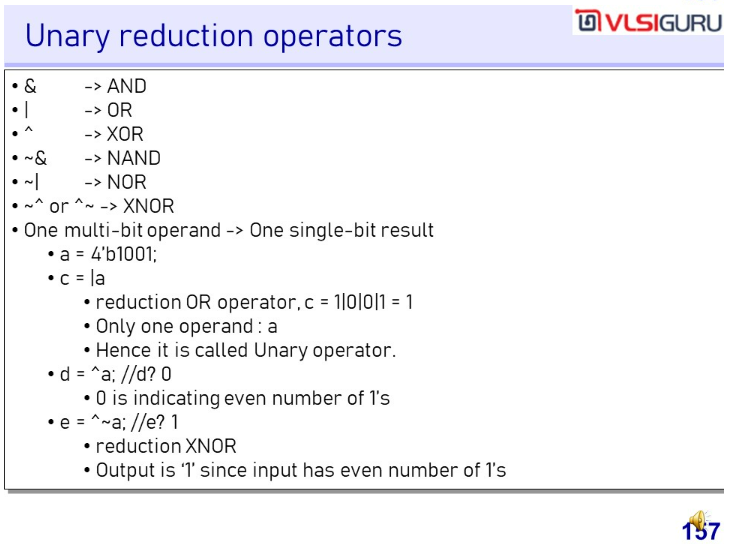 Unary reduction operators
VLSIGURU
• & -> AND
• | -> OR
• ^ -> XOR
• ~& -> NAND
• ~| -> NOR
• ~^ or ^~ -> XNOR
• One multi-bit operand -> One single-bit result
• a = 4'b1001;
• c = |a
• reduction OR operator, c = 1|0|0|1 = 1
• Only one operand : a
• Hence it is called Unary operator.
• d = ^a; //d? 0
• 0 is indicating even number of 1's
• e = ^~a; //e? 1
• reduction XNOR
• Output is '1' since input has even number of 1's
157